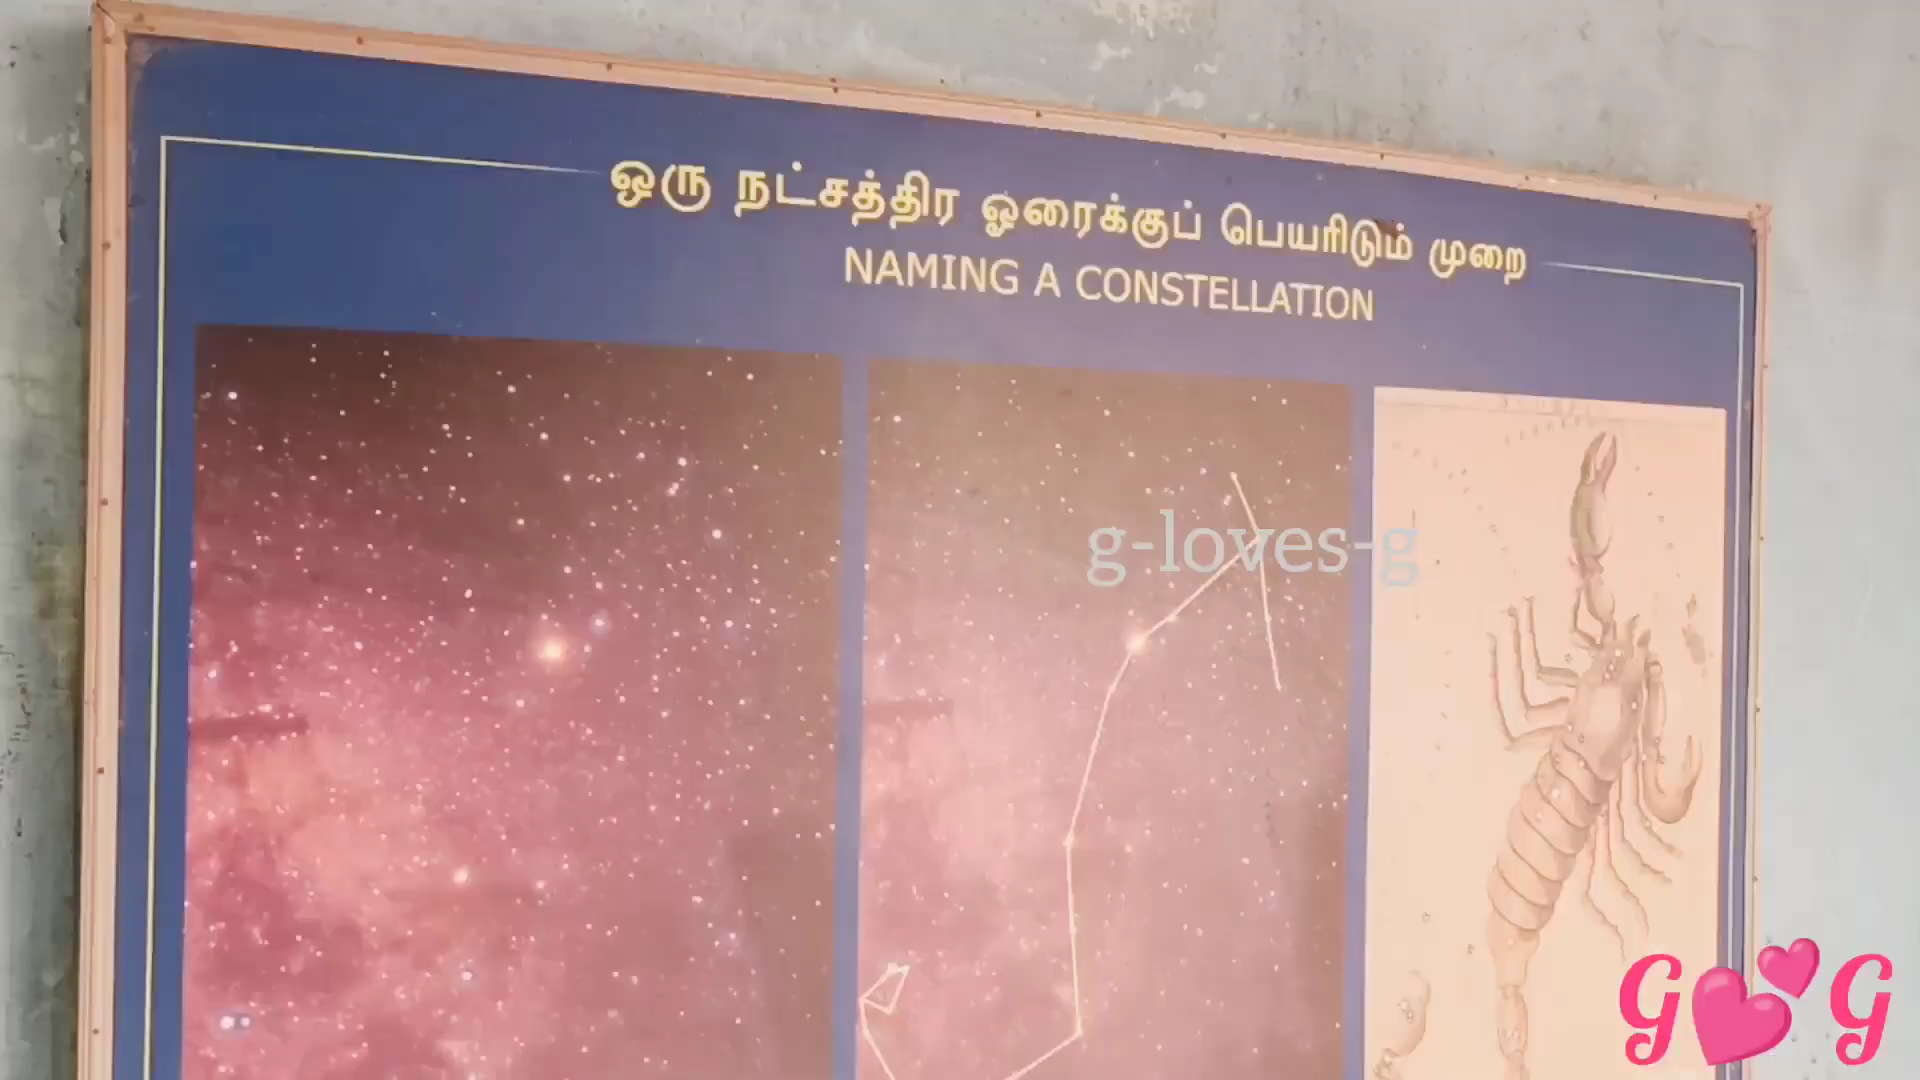 ஒரு நட்சத்திர ஓரைக்குப் பெயரிடும் முறை
NAMING A CONSTELLATION
g-loves-g
G G